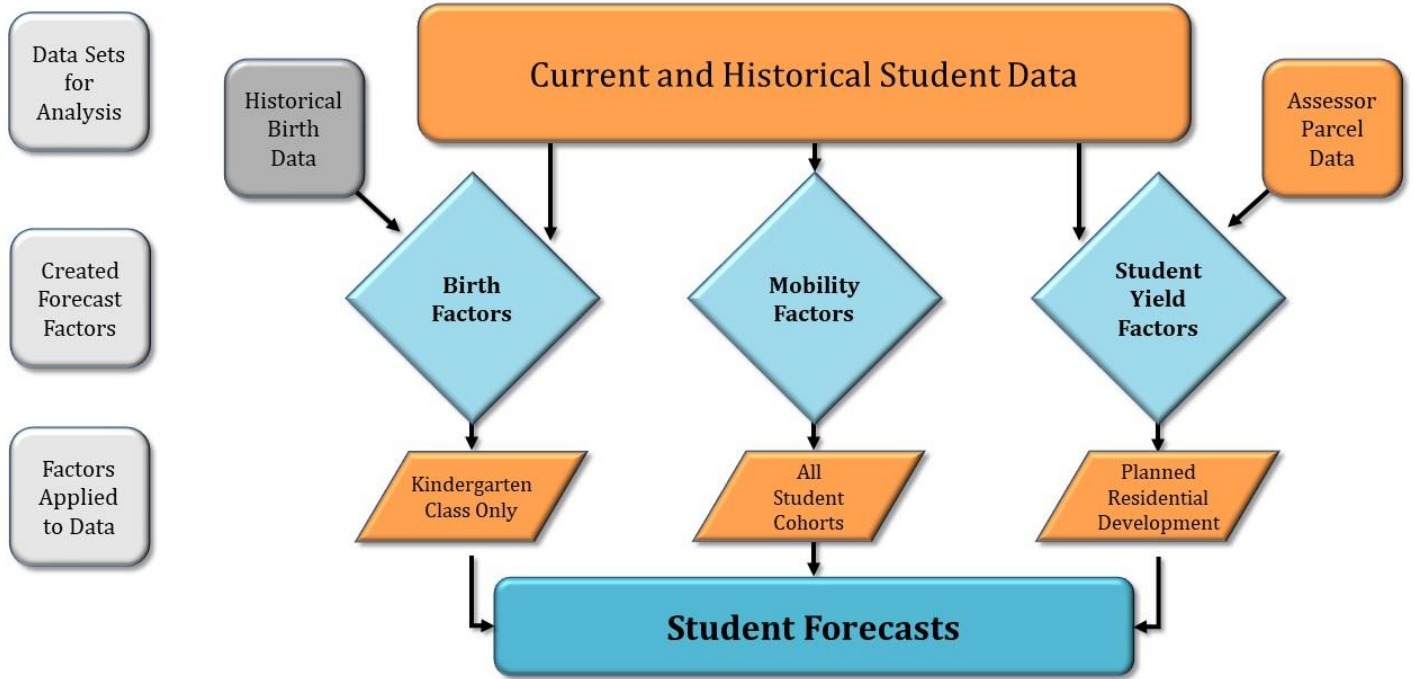 Data Sets
for
Analysis
Historical
Birth
Data
Current and Historical Student Data
Assessor
Parcel
Data
Created
Forecast
Factors
Birth
Factors
Mobility
Factors
Student
Yield
Factors
Factors
Applied
to Data
Kindergarten
Class Only
All
Student
Cohorts
Planned
Residential
Development
Student Forecasts